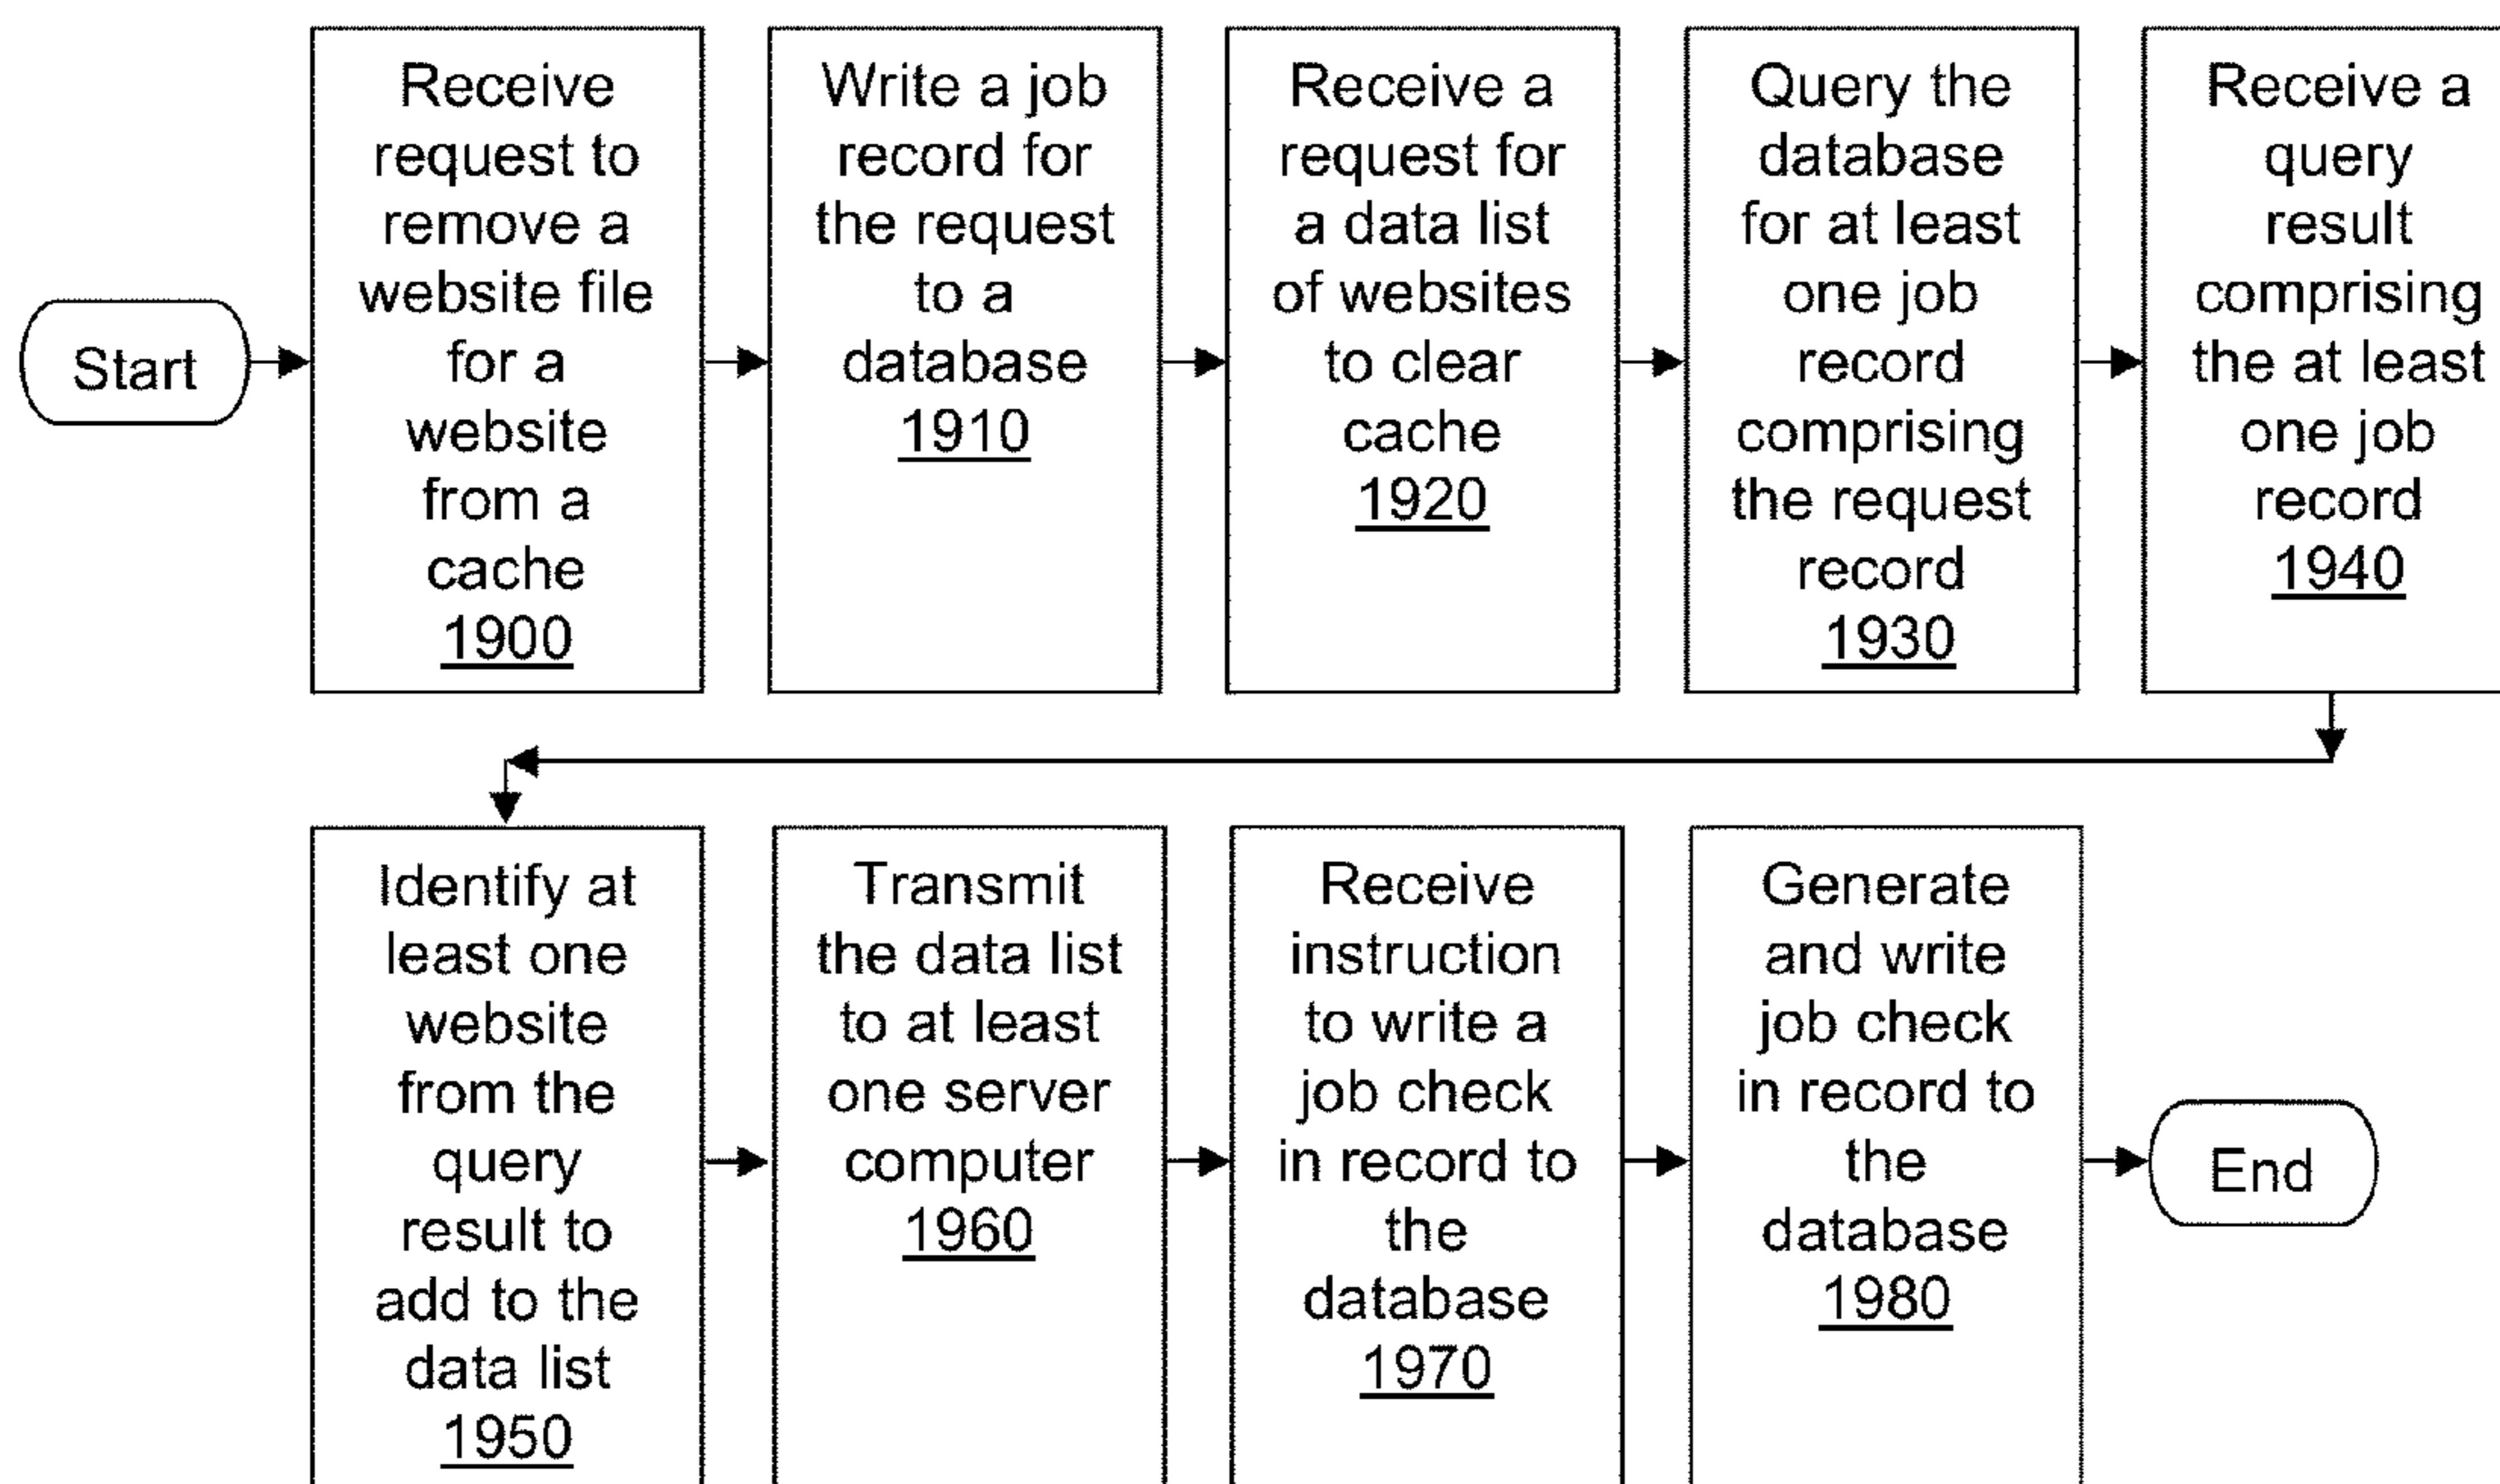 Start
Receive
request to
remove a
website file
for a
website
from a
cache
1900
Write a job
record for
the request
to a
database
1910
Receive a
request for
a data list
of websites
to clear
cache
1920
Query the
database
for at least
one job
record
comprising
the request
record
1930
Receive a
query
result
comprising
the at least
one job
record
1940
Identify at
least one
website
from the
query
result to
add to the
data list
1950
Transmit
the data list
to at least
one server
computer
1960
Receive
instruction
to write a
job check
in record to
the
database
1970
Generate
and write
job check
in record to
the
database
1980
End